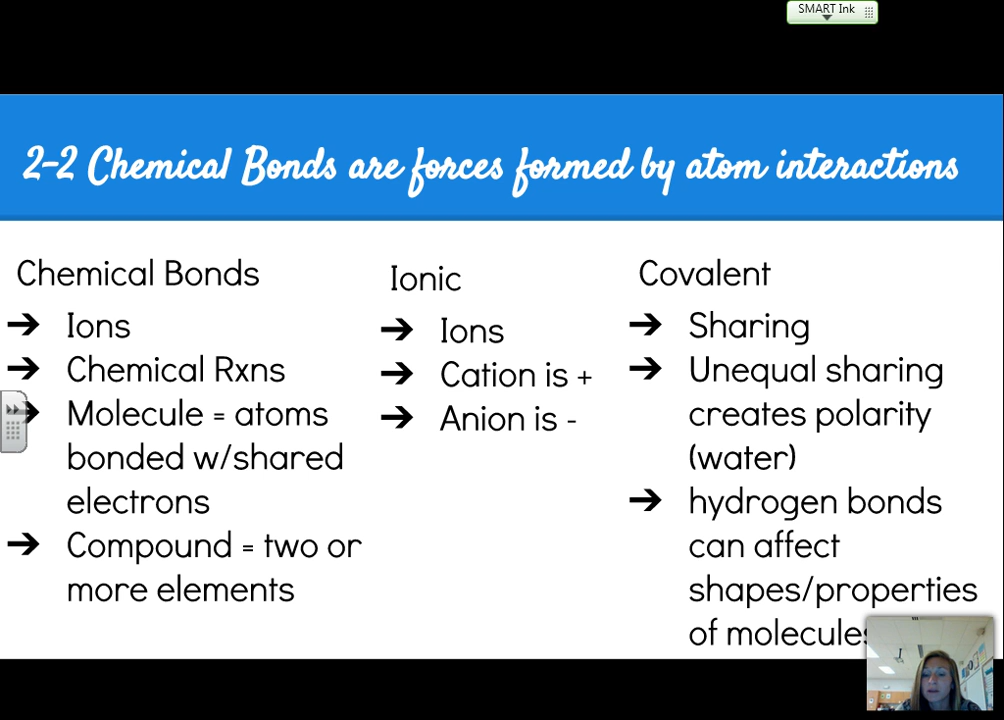 SMART Ink
2-2 Chemical Bonds are forces formed by atom interactions
Chemical Bonds
→ Ions
→ Chemical Rxns
→ Molecule = atoms
bonded w/shared
electrons
→ Compound = two or
more elements
Ionic
→ Ions
→ Cation is +
→ Anion is -
Covalent
→ Sharing
→ Unequal sharing
creates polarity
(water)
→ hydrogen bonds
can affect
shapes/properties
of molecules